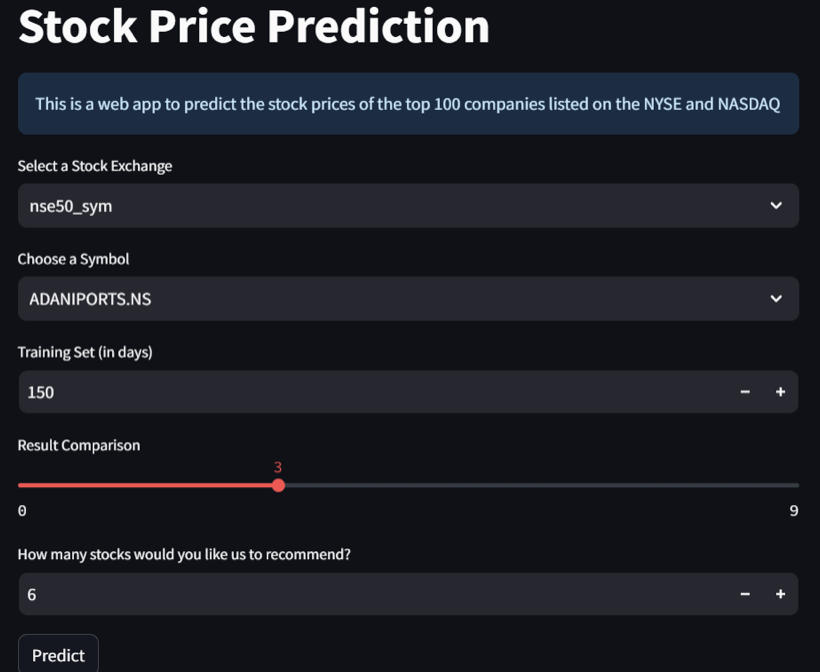 Stock Price Prediction
This is a web app to predict the stock prices of the top 100 companies listed on the NYSE and NASDAQ
Select a Stock Exchange
nse50_sym
Choose a Symbol
ADANIPORTS.NS
Training Set (in days)
150
Result Comparison
3
0 9
How many stocks would you like us to recommend?
6
Predict